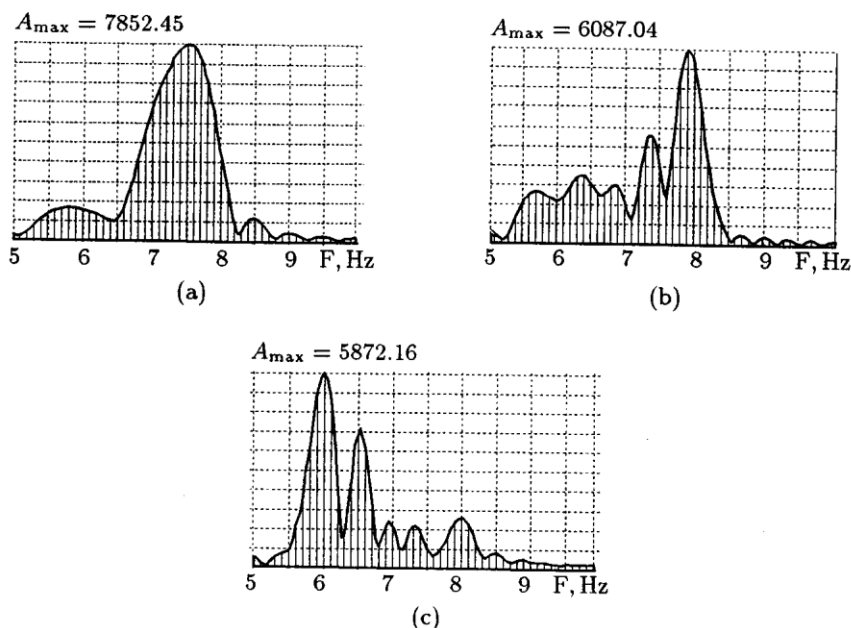 A_max = 7852.45
5 6 7 8 9 F, Hz
(a)
A_max = 6087.04
5 6 7 8 9 F, Hz
(b)
A_max = 5872.16
5 6 7 8 9 F, Hz
(c)